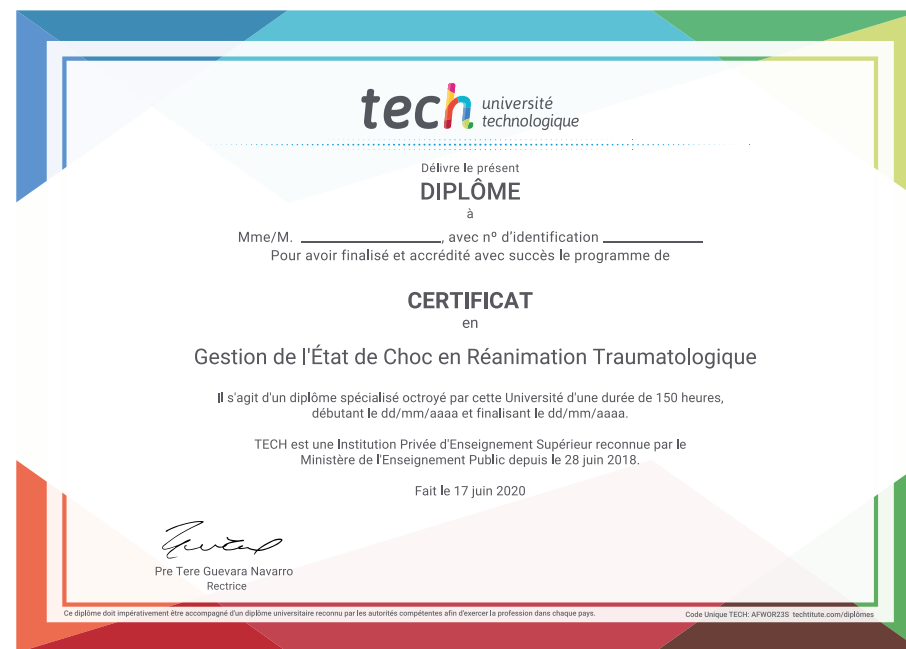 tech université
technologique
Délivre le présent
DIPLÔME
à
Mme/M. ____________________, avec nº d'identification ______________
Pour avoir finalisé et accrédité avec succès le programme de
CERTIFICAT
en
Gestion de l'État de Choc en Réanimation Traumatologique
Il s'agit d'un diplôme spécialisé octroyé par cette Université d'une durée de 150 heures,
débutant le dd/mm/aaaa et finalisant le dd/mm/aaaa.
TECH est une Institution Privée d'Enseignement Supérieur reconnue par le
Ministère de l'Enseignement Public depuis le 28 juin 2018.
Fait le 17 juin 2020
Pre Tere Guevara Navarro
Rectrice
Ce diplôme doit impérativement être accompagné d'un diplôme universitaire reconnu par les autorités compétentes afin d'exercer la profession dans chaque pays.
Code Unique TECH: AFWOR23S techtitute.com/diplômes